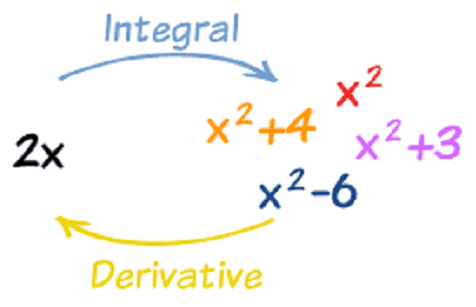 Integral
x²
x²+4
x²+3
2x
x²-6
Derivative